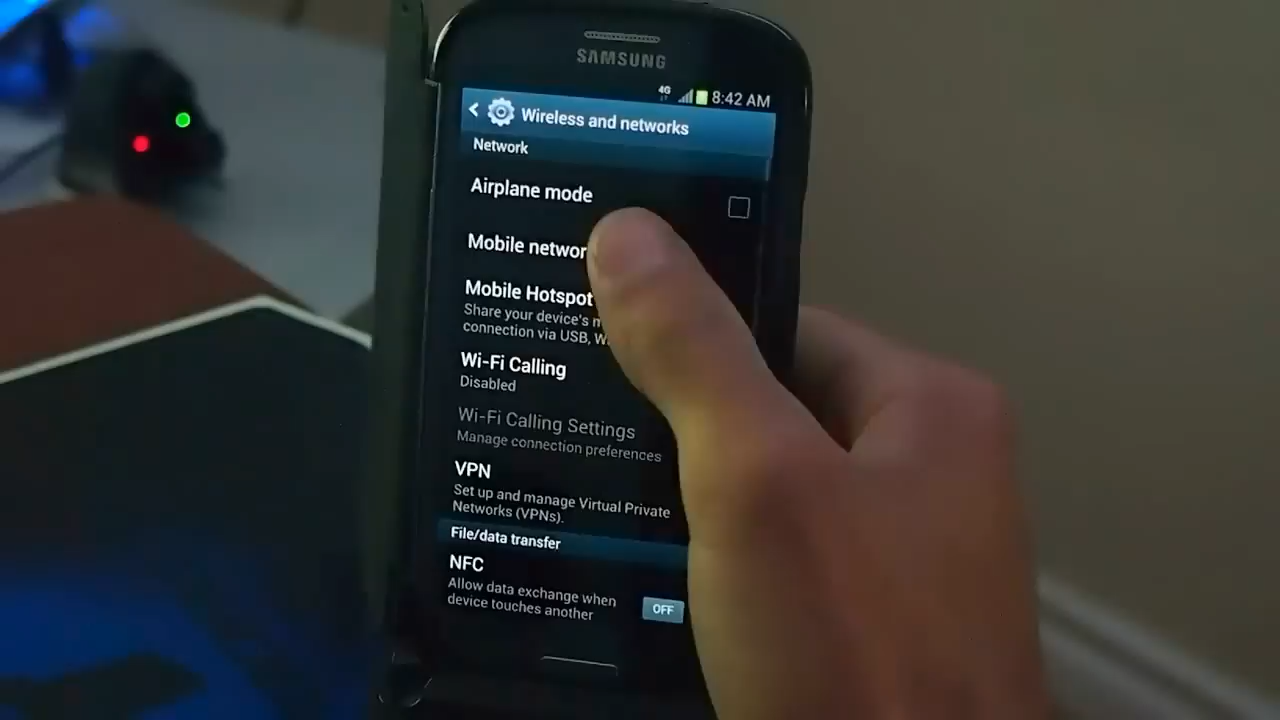 SAMSUNG
4G 8:42 AM
Wireless and networks
Network
Airplane mode
Mobile networ
Mobile Hotspot
Share your device's
connection via USB,
Wi-Fi Calling
Disabled
Wi-Fi Calling Settings
Manage connection preferences
VPN
Set up and manage Virtual Private
Networks (VPNs).
File/data transfer
NFC
Allow data exchange when
device touches another
OFF